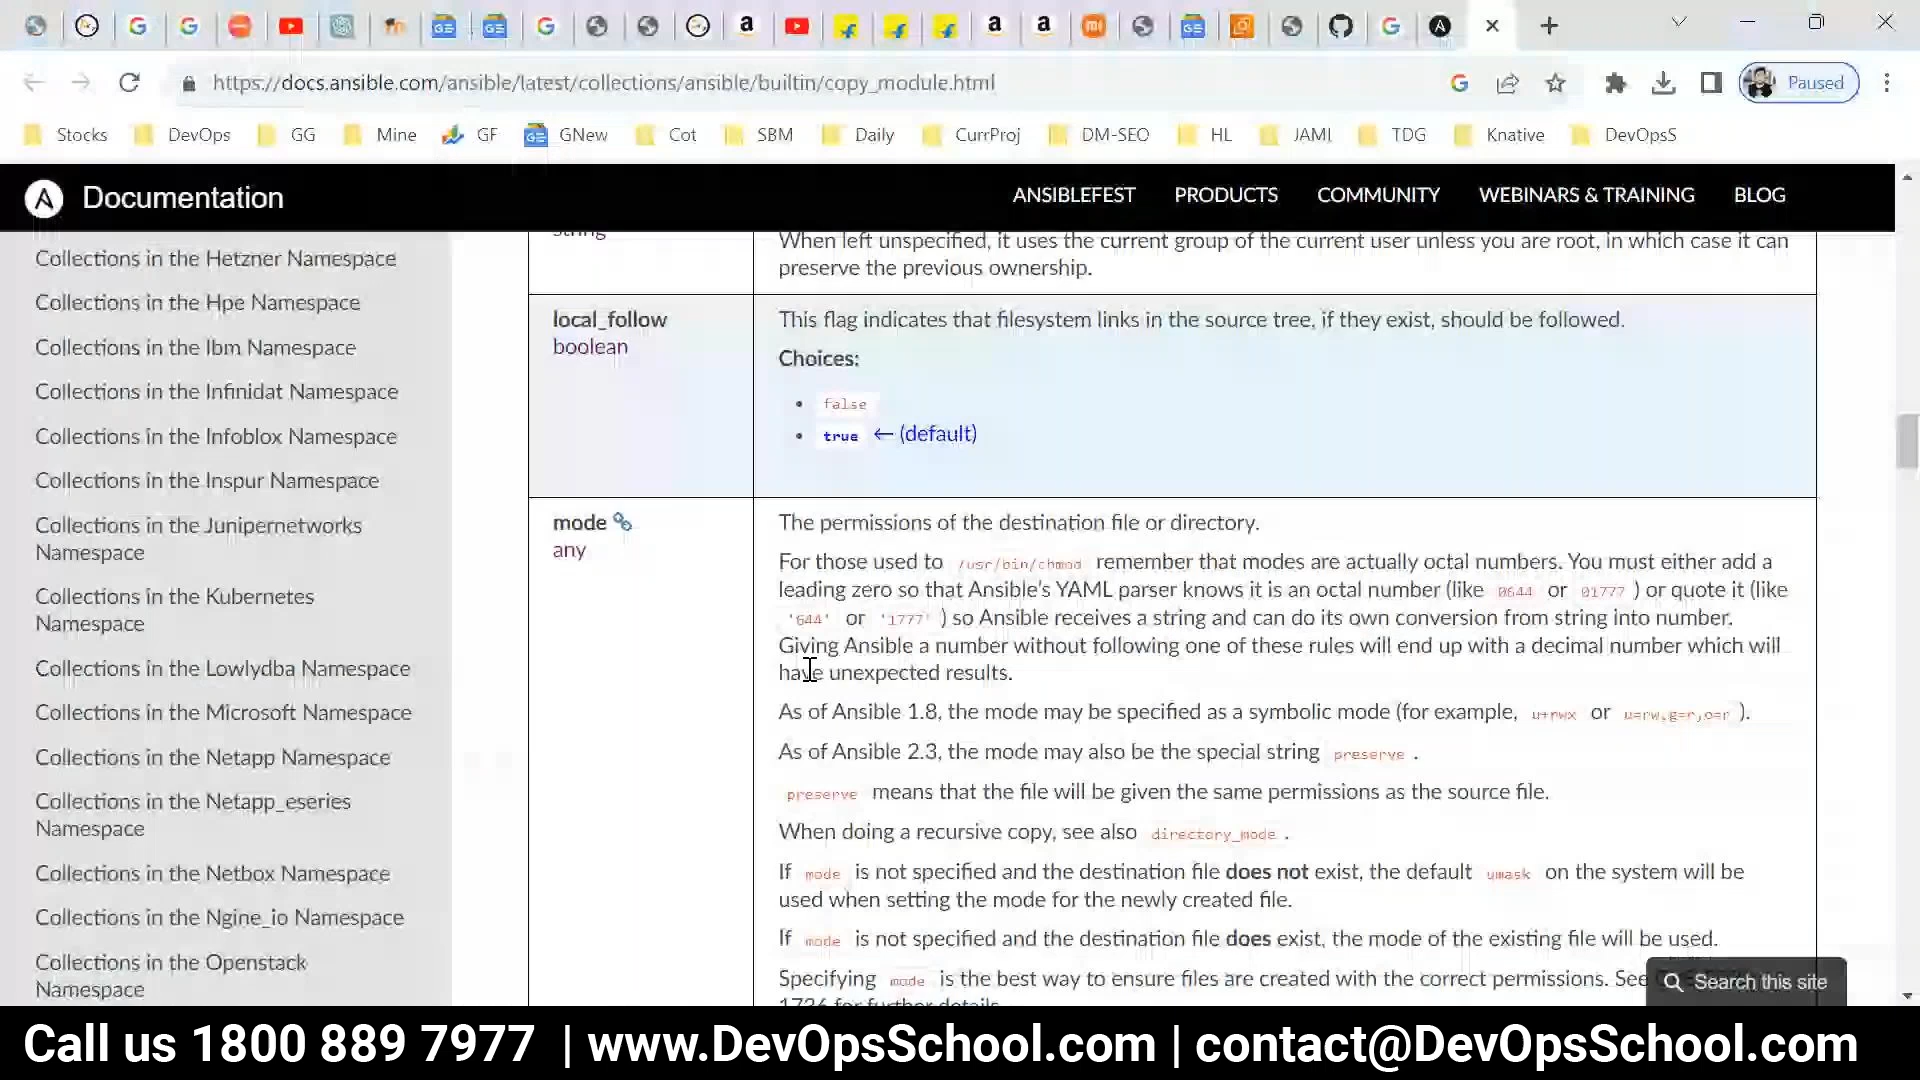 https://docs.ansible.com/ansible/latest/collections/ansible/builtin/copy_module.html
Paused
Stocks DevOps GG Mine GF GNew Cot SBM Daily CurrProj DM-SEO HL JAML TDG Knative DevOpsS
Documentation
ANSIBLEFEST PRODUCTS COMMUNITY WEBINARS & TRAINING BLOG
Collections in the Hetzner Namespace
Collections in the Hpe Namespace
Collections in the Ibm Namespace
Collections in the Infinidat Namespace
Collections in the Infoblox Namespace
Collections in the Inspur Namespace
Collections in the Junipernetworks
Namespace
Collections in the Kubernetes
Namespace
Collections in the Lowlydba Namespace
Collections in the Microsoft Namespace
Collections in the Netapp Namespace
Collections in the Netapp_eseries
Namespace
Collections in the Netbox Namespace
Collections in the Ngine_io Namespace
Collections in the Openstack
Namespace
string
When left unspecified, it uses the current group of the current user unless you are root, in which case it can
preserve the previous ownership.
local_follow
boolean
This flag indicates that filesystem links in the source tree, if they exist, should be followed.
Choices:
• false
• true ← (default)
mode
any
The permissions of the destination file or directory.
For those used to /usr/bin/chmod remember that modes are actually octal numbers. You must either add a
leading zero so that Ansible's YAML parser knows it is an octal number (like 0644 or 01777 ) or quote it (like
'644' or '1777' ) so Ansible receives a string and can do its own conversion from string into number.
Giving Ansible a number without following one of these rules will end up with a decimal number which will
have unexpected results.
As of Ansible 1.8, the mode may be specified as a symbolic mode (for example, u+rwx or u=rw,g=r,o=r ).
As of Ansible 2.3, the mode may also be the special string preserve .
preserve means that the file will be given the same permissions as the source file.
When doing a recursive copy, see also directory_mode .
If mode is not specified and the destination file does not exist, the default umask on the system will be
used when setting the mode for the newly created file.
If mode is not specified and the destination file does exist, the mode of the existing file will be used.
Specifying mode is the best way to ensure files are created with the correct permissions. See
1736 for further details.
Search this site
Call us 1800 889 7977 | www.DevOpsSchool.com | contact@DevOpsSchool.com